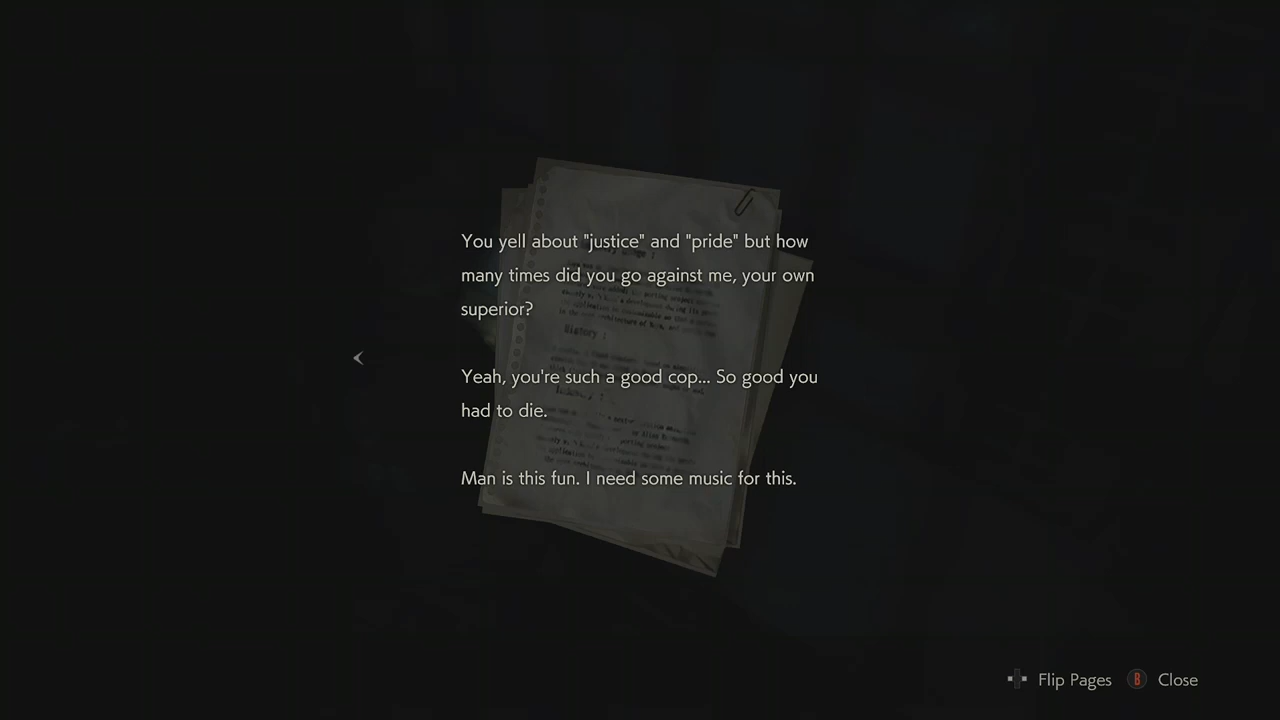 You yell about "justice" and "pride" but how
many times did you go against me, your own
superior?
Yeah, you're such a good cop... So good you
had to die.
Man is this fun. I need some music for this.
History :
Flip Pages B Close